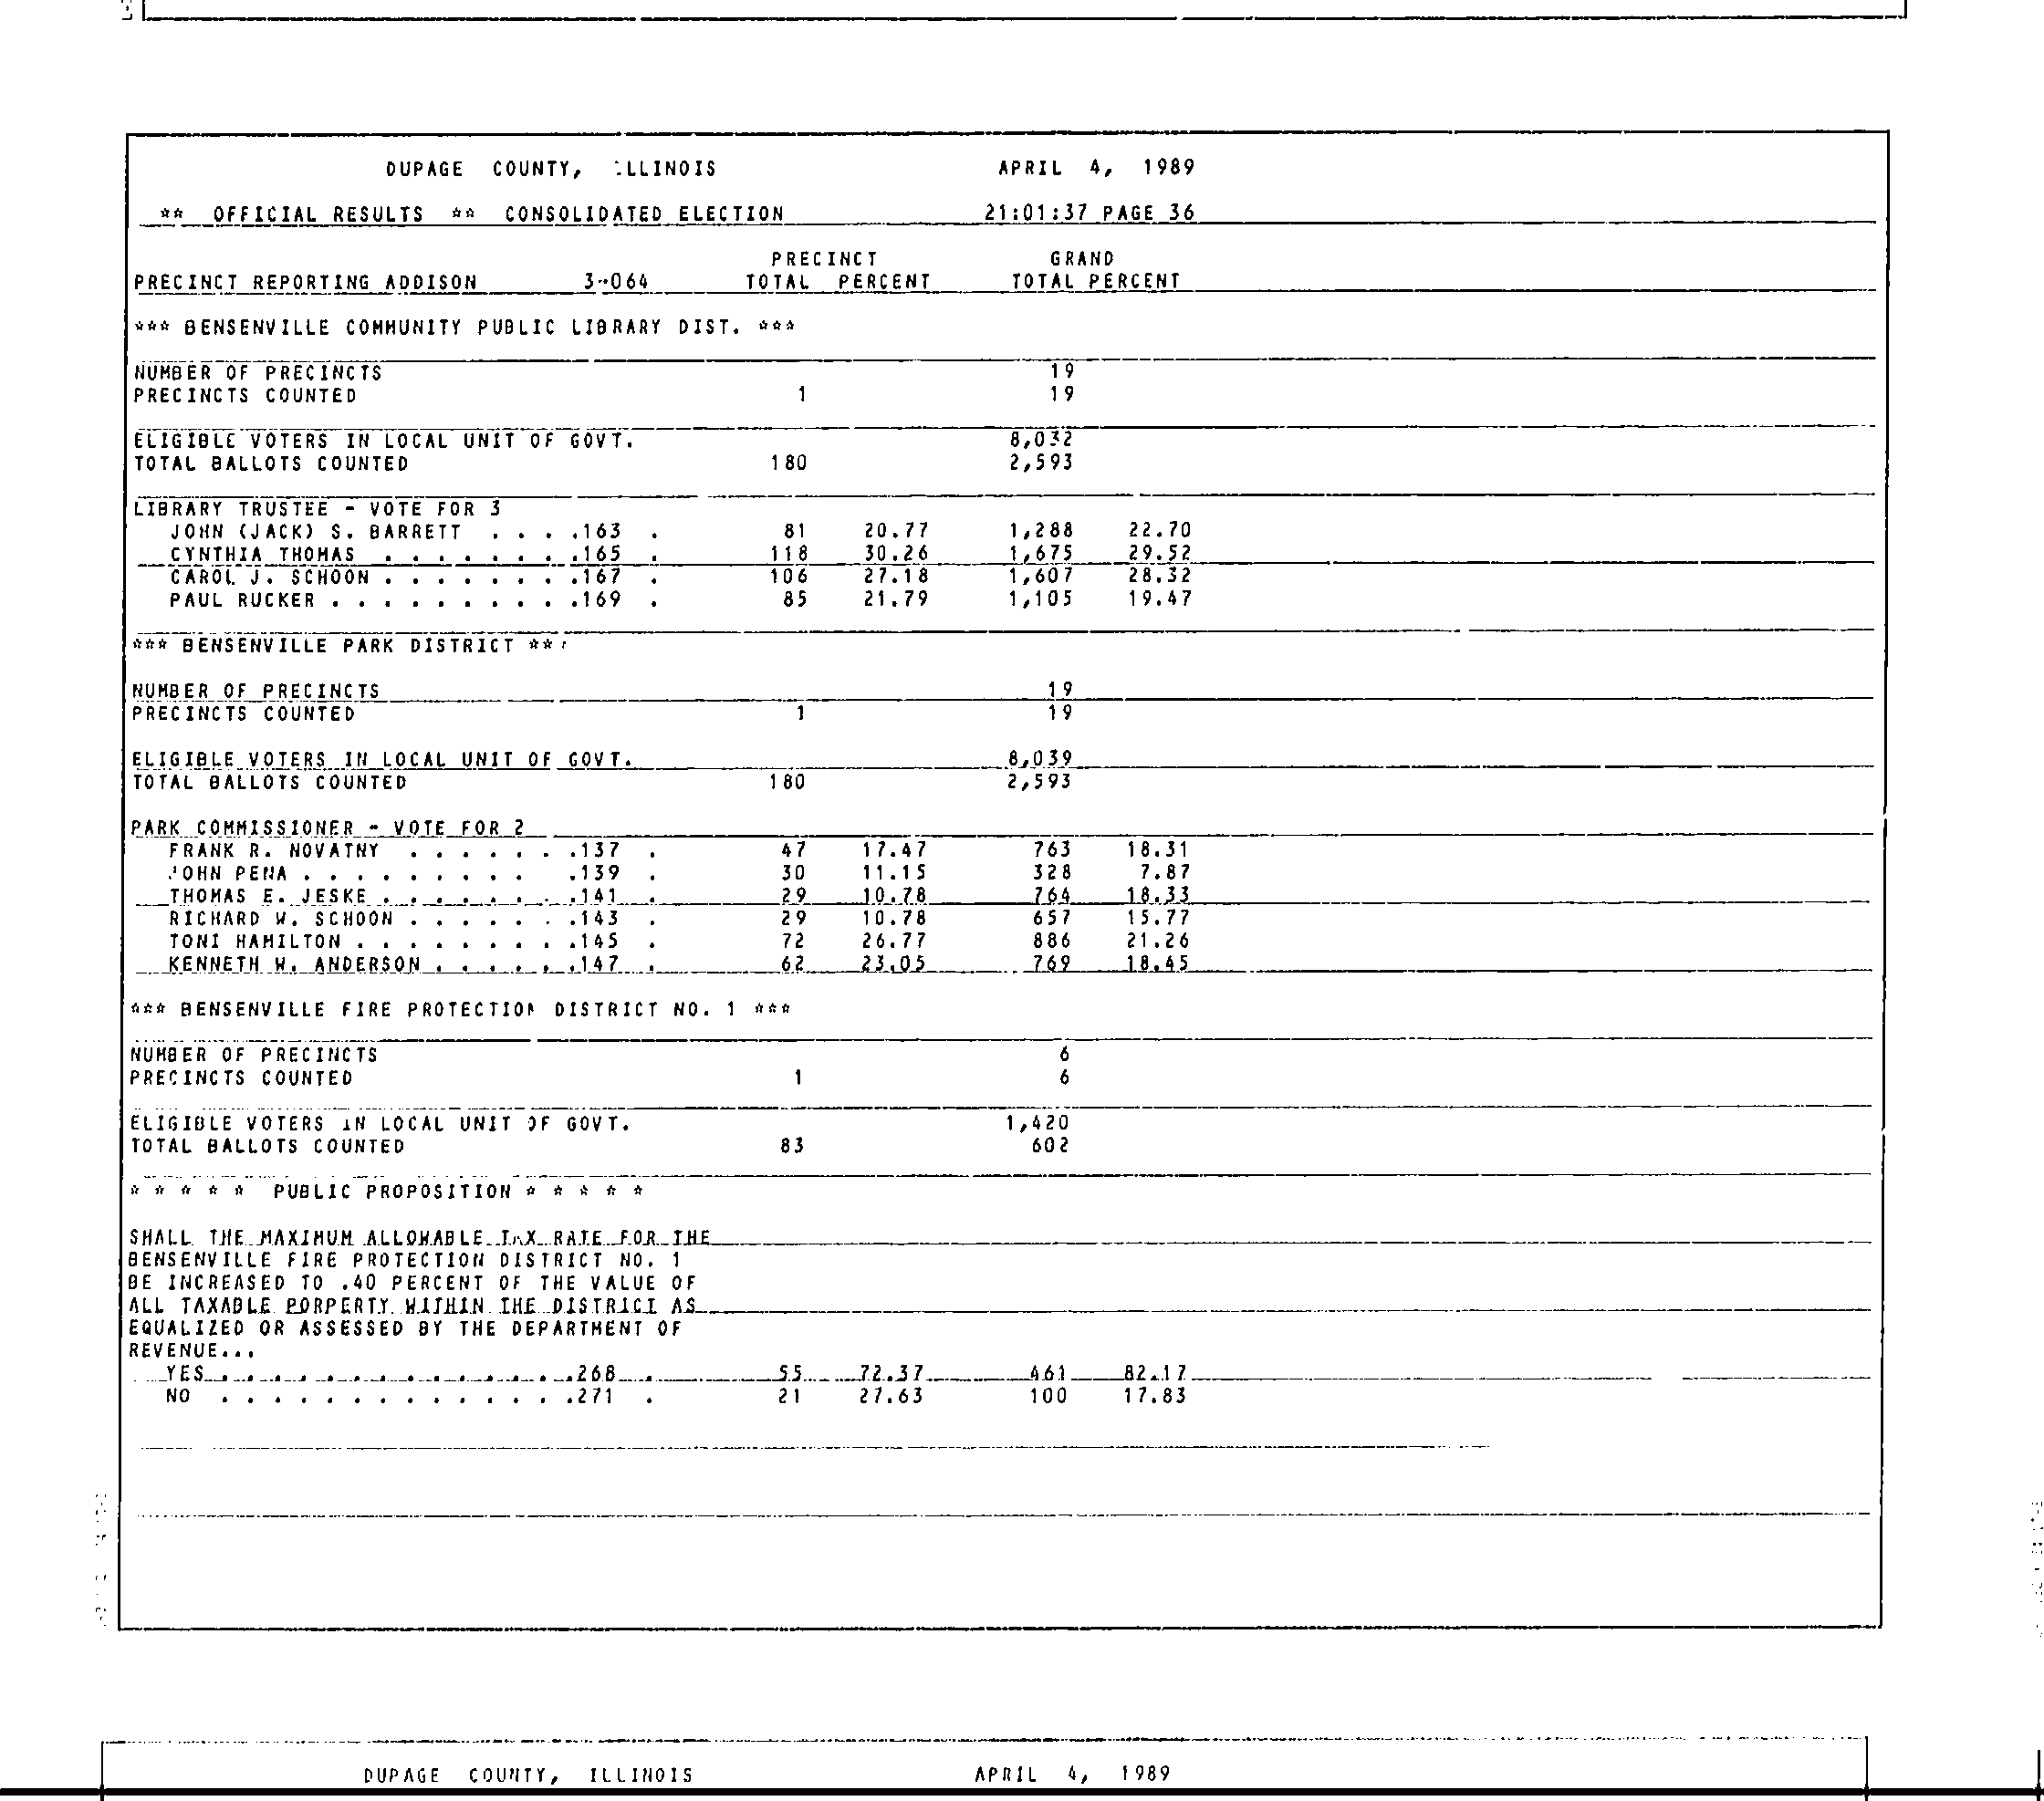 DUPAGE COUNTY, ILLINOIS APRIL 4, 1989
** OFFICIAL RESULTS ** CONSOLIDATED ELECTION 21:01:37 PAGE 36
PRECINCT GRAND
PRECINCT REPORTING ADDISON 3-064 TOTAL PERCENT TOTAL PERCENT
*** BENSENVILLE COMMUNITY PUBLIC LIBRARY DIST. ***
NUMBER OF PRECINCTS 19
PRECINCTS COUNTED 1 19
ELIGIBLE VOTERS IN LOCAL UNIT OF GOVT. 8,032
TOTAL BALLOTS COUNTED 180 2,593
LIBRARY TRUSTEE - VOTE FOR 3
JOHN (JACK) S. BARRETT . . . .163 . 81 20.77 1,288 22.70
CYNTHIA THOMAS . . . . . . . .165 . 118 30.26 1,675 29.52
CAROL J. SCHOON . . . . . . . .167 . 106 27.18 1,607 28.32
PAUL RUCKER . . . . . . . . . .169 . 85 21.79 1,105 19.47
*** BENSENVILLE PARK DISTRICT ***
NUMBER OF PRECINCTS 19
PRECINCTS COUNTED 1 19
ELIGIBLE VOTERS IN LOCAL UNIT OF GOVT. 8,039
TOTAL BALLOTS COUNTED 180 2,593
PARK COMMISSIONER - VOTE FOR 2
FRANK R. NOVATNY . . . . . . .137 . 47 17.47 763 18.31
JOHN PENA . . . . . . . . . .139 . 30 11.15 328 7.87
THOMAS E. JESKE . . . . . . . .141 . 29 10.78 764 18.33
RICHARD W. SCHOON . . . . . . .143 . 29 10.78 657 15.77
TONI HAMILTON . . . . . . . . .145 . 72 26.77 886 21.26
KENNETH W. ANDERSON . . . . . .147 . 62 23.05 769 18.45
*** BENSENVILLE FIRE PROTECTION DISTRICT NO. 1 ***
NUMBER OF PRECINCTS 6
PRECINCTS COUNTED 1 6
ELIGIBLE VOTERS IN LOCAL UNIT OF GOVT. 1,420
TOTAL BALLOTS COUNTED 83 602
* * * * * PUBLIC PROPOSITION * * * * *
SHALL THE MAXIMUM ALLOWABLE TAX RATE FOR THE
BENSENVILLE FIRE PROTECTION DISTRICT NO. 1
BE INCREASED TO .40 PERCENT OF THE VALUE OF
ALL TAXABLE PORPERTY WITHIN THE DISTRICT AS
EQUALIZED OR ASSESSED BY THE DEPARTMENT OF
REVENUE...
YES. . . . . . . . . . . . . .268 . 55 72.37 461 82.17
NO . . . . . . . . . . . . . .271 . 21 27.63 100 17.83
DUPAGE COUNTY, ILLINOIS APRIL 4, 1989